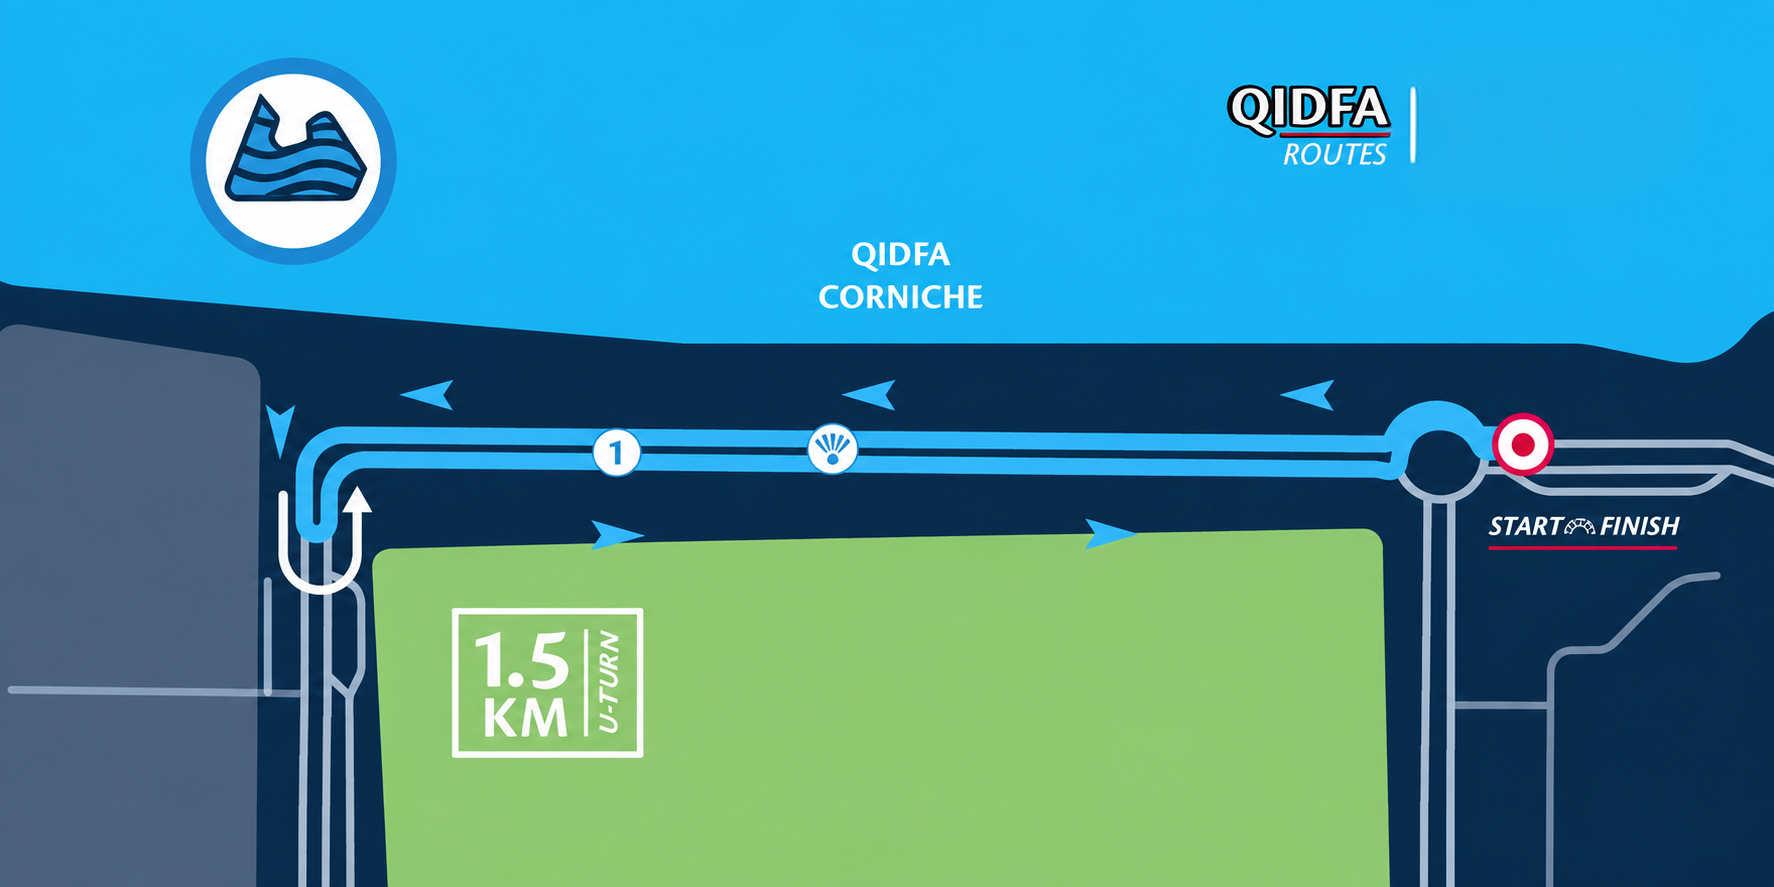 QIDFA
ROUTES
QIDFA
CORNICHE
1
START FINISH
1.5
KM
U-TURN